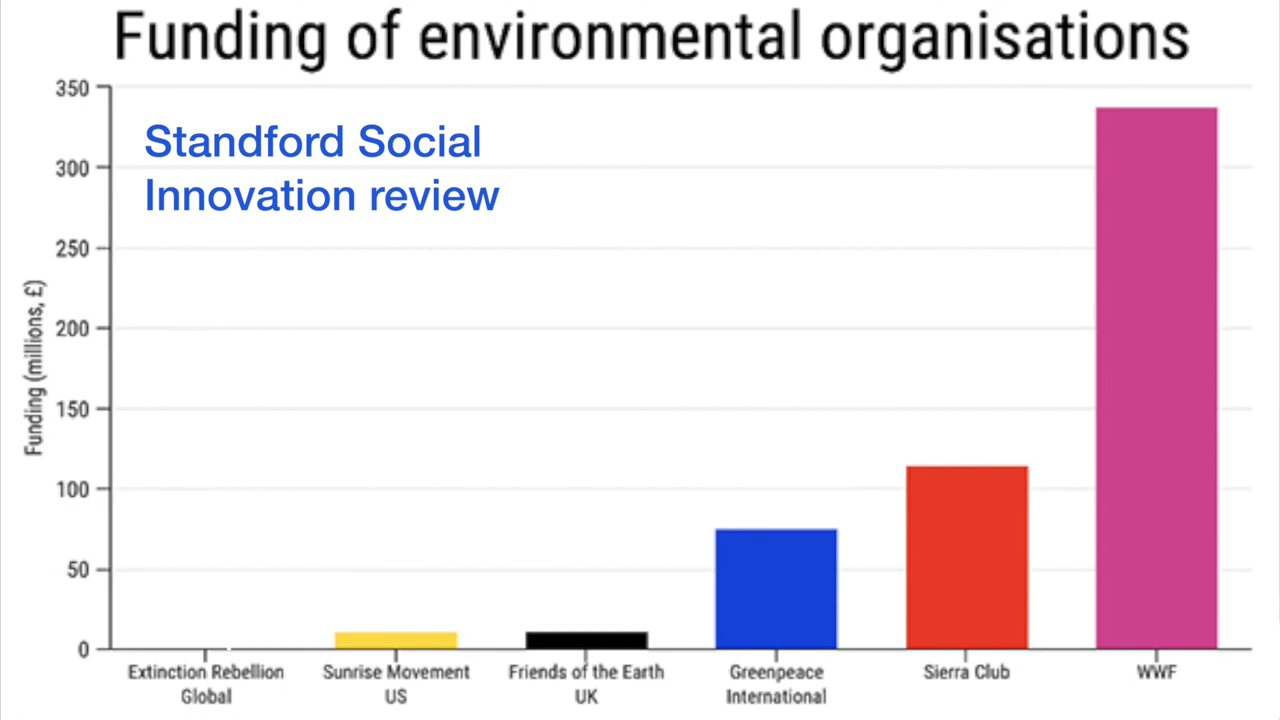 Funding of environmental organisations
Standford Social
Innovation review
Funding (millions, £)
350
300
250
200
150
100
50
0
Extinction Rebellion
Global
Sunrise Movement
US
Friends of the Earth
UK
Greenpeace
International
Sierra Club
WWF